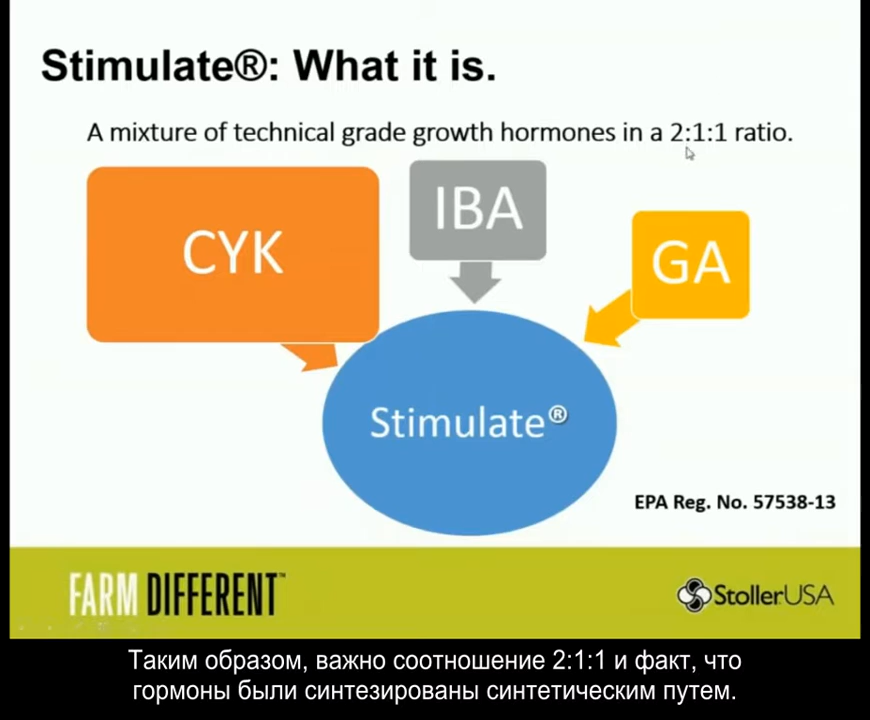 Stimulate®: What it is.
A mixture of technical grade growth hormones in a 2:1:1 ratio.
CYK
IBA
GA
Stimulate®
EPA Reg. No. 57538-13
FARM DIFFERENT™
StollerUSA
Таким образом, важно соотношение 2:1:1 и факт, что
гормоны были синтезированы синтетическим путем.